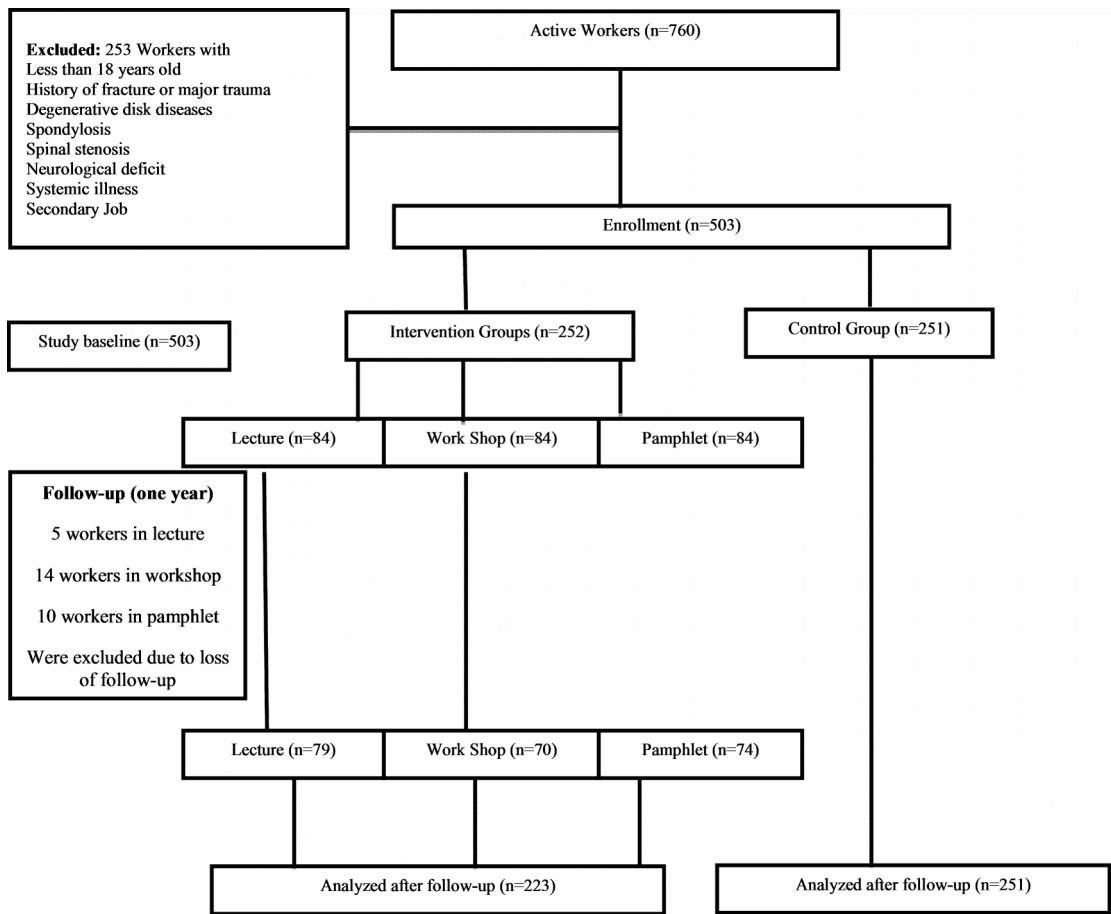 Active Workers (n=760)
Excluded: 253 Workers with
Less than 18 years old
History of fracture or major trauma
Degenerative disk diseases
Spondylosis
Spinal stenosis
Neurological deficit
Systemic illness
Secondary Job
Enrollment (n=503)
Study baseline (n=503)
Intervention Groups (n=252)
Control Group (n=251)
Lecture (n=84)
Work Shop (n=84)
Pamphlet (n=84)
Follow-up (one year)
5 workers in lecture
14 workers in workshop
10 workers in pamphlet
Were excluded due to loss
of follow-up
Lecture (n=79)
Work Shop (n=70)
Pamphlet (n=74)
Analyzed after follow-up (n=223)
Analyzed after follow-up (n=251)